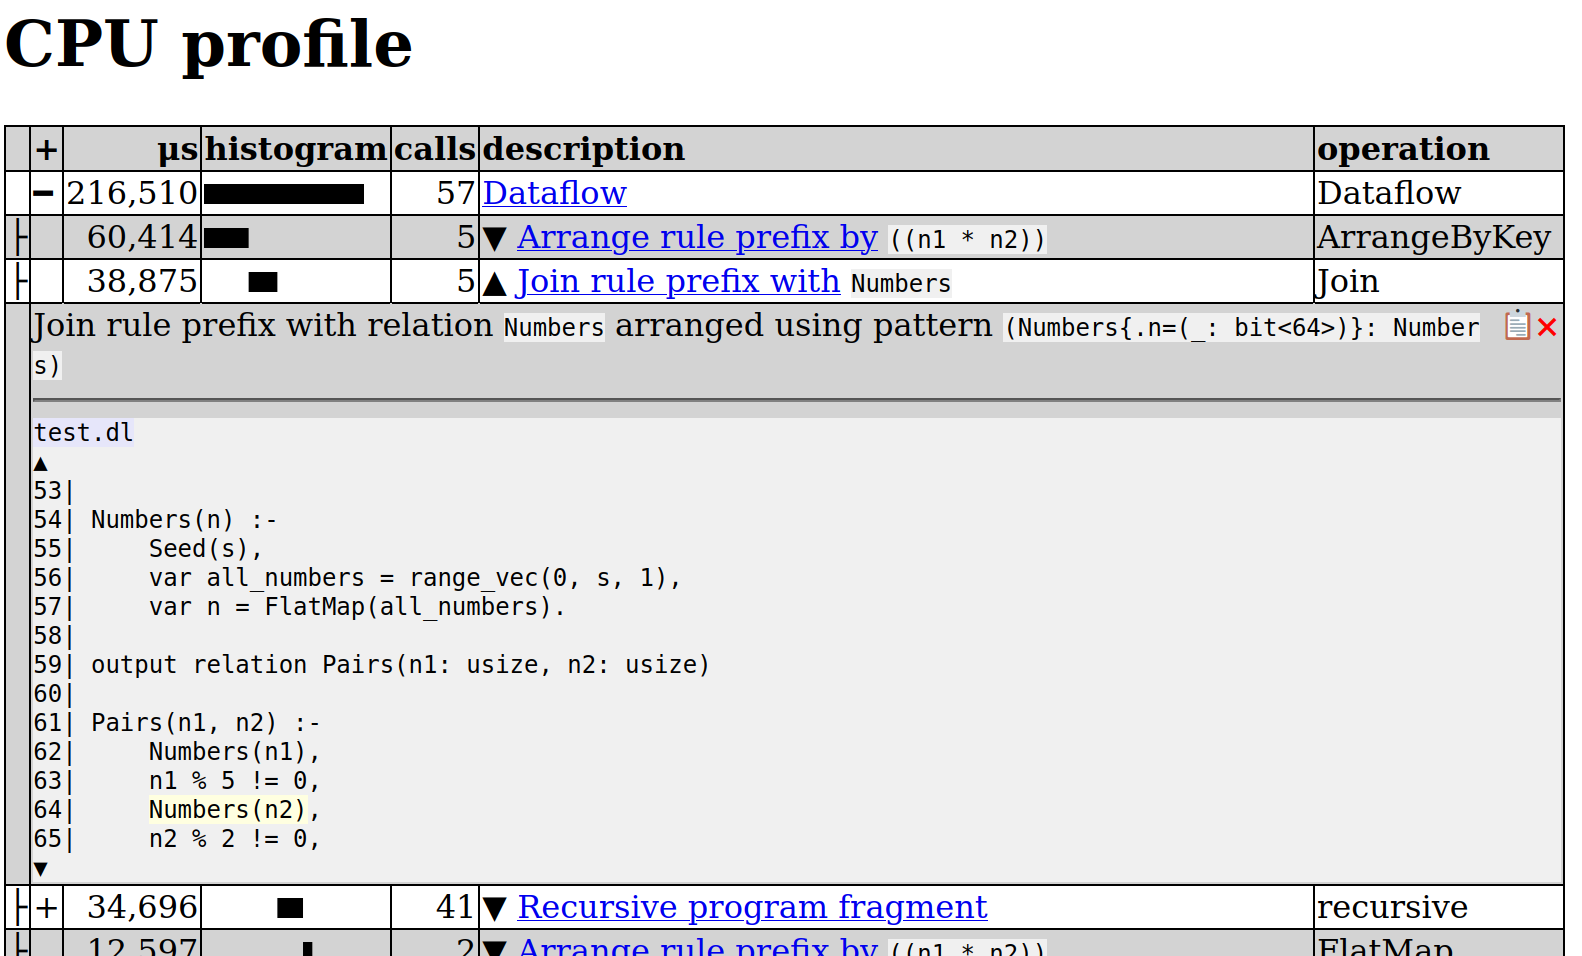 CPU profile
+ µs histogram calls description operation
− 216,510 57 Dataflow Dataflow
├ 60,414 5 ▼ Arrange rule prefix by ((n1 * n2)) ArrangeByKey
├ 38,875 5 ▲ Join rule prefix with Numbers Join
Join rule prefix with relation Numbers arranged using pattern (Numbers{.n=(_: bit<64>)}: Number
s)
test.dl
▲
53|
54| Numbers(n) :-
55|     Seed(s),
56|     var all_numbers = range_vec(0, s, 1),
57|     var n = FlatMap(all_numbers).
58|
59| output relation Pairs(n1: usize, n2: usize)
60|
61| Pairs(n1, n2) :-
62|     Numbers(n1),
63|     n1 % 5 != 0,
64|     Numbers(n2),
65|     n2 % 2 != 0,
▼
├ + 34,696 41 ▼ Recursive program fragment recursive
├ 12,597 2 ▼ Arrange rule prefix by ((n1 * n2)) FlatMap